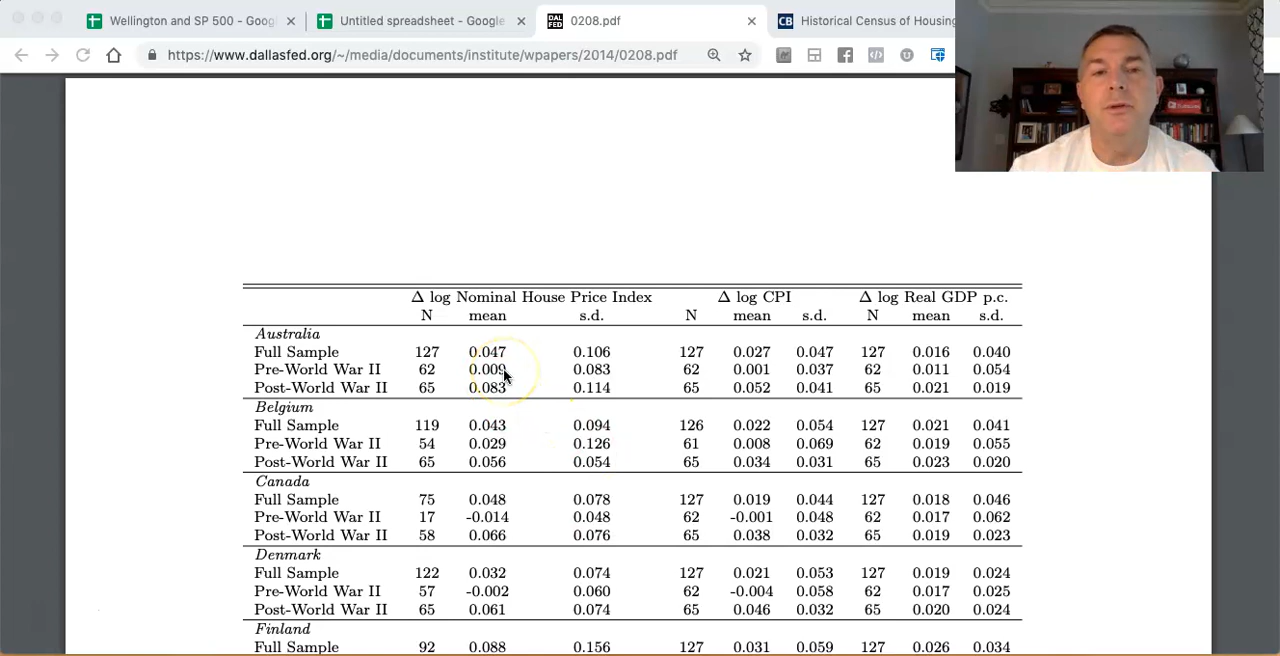 Wellington and SP 500 - Goog
Untitled spreadsheet - Google
0208.pdf
Historical Census of Housing
https://www.dallasfed.org/~/media/documents/institute/wpapers/2014/0208.pdf
Δ log Nominal House Price Index Δ log CPI Δ log Real GDP p.c.
N mean s.d. N mean s.d. N mean s.d.
Australia
Full Sample 127 0.047 0.106 127 0.027 0.047 127 0.016 0.040
Pre-World War II 62 0.009 0.083 62 0.001 0.037 62 0.011 0.054
Post-World War II 65 0.083 0.114 65 0.052 0.041 65 0.021 0.019
Belgium
Full Sample 119 0.043 0.094 126 0.022 0.054 127 0.021 0.041
Pre-World War II 54 0.029 0.126 61 0.008 0.069 62 0.019 0.055
Post-World War II 65 0.056 0.054 65 0.034 0.031 65 0.023 0.020
Canada
Full Sample 75 0.048 0.078 127 0.019 0.044 127 0.018 0.046
Pre-World War II 17 -0.014 0.048 62 -0.001 0.048 62 0.017 0.062
Post-World War II 58 0.066 0.076 65 0.038 0.032 65 0.019 0.023
Denmark
Full Sample 122 0.032 0.074 127 0.021 0.053 127 0.019 0.024
Pre-World War II 57 -0.002 0.060 62 -0.004 0.058 62 0.017 0.025
Post-World War II 65 0.061 0.074 65 0.046 0.032 65 0.020 0.024
Finland
Full Sample 92 0.088 0.156 127 0.031 0.059 127 0.026 0.034